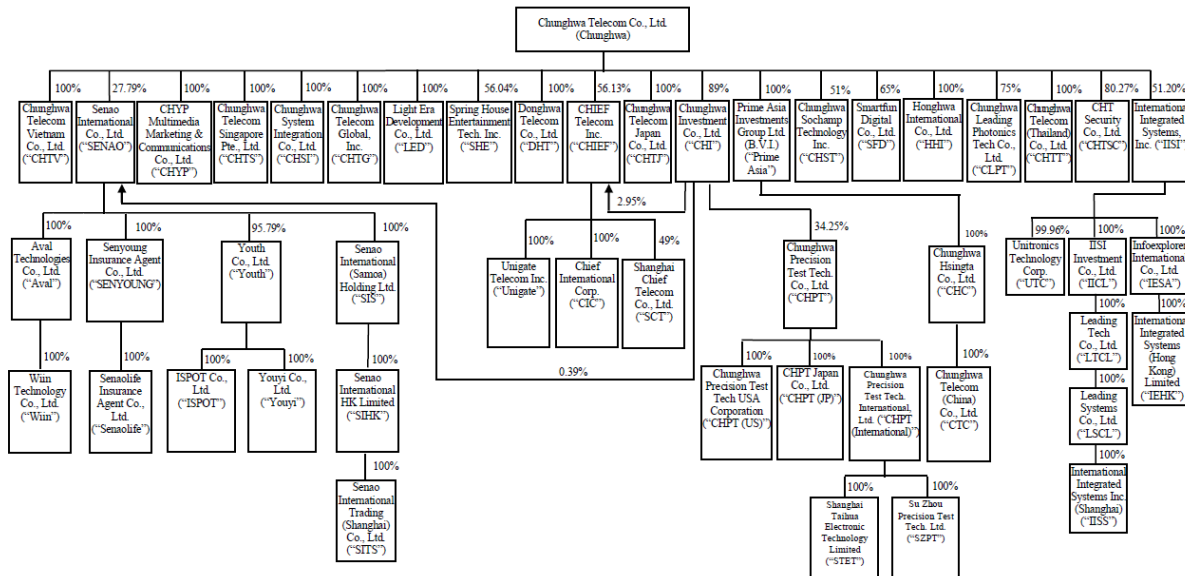 Chunghwa Telecom Co., Ltd.
(Chunghwa)
100%
27.79%
100%
100%
100%
100%
100%
56.04%
100%
56.13%
100%
89%
100%
51%
65%
100%
75%
100%
80.27%
51.20%
Chunghwa
Telecom
Vietnam
Co., Ltd.
(“CHTV”)
Senao
International
Co., Ltd.
(“SENAO”)
CHYP
Multimedia
Marketing &
Communications
Co., Ltd.
(“CHYP”)
Chunghwa
Telecom
Singapore
Pte., Ltd.
(“CHTS”)
Chunghwa
System
Integration
Co., Ltd.
(“CHSI”)
Chunghwa
Telecom
Global,
Inc.
(“CHTG”)
Light Era
Development
Co., Ltd.
(“LED”)
Spring House
Entertainment
Tech. Inc.
(“SHE”)
Donghwa
Telecom
Co., Ltd.
(“DHT”)
CHIEF
Telecom
Inc.
(“CHIEF”)
Chunghwa
Telecom
Japan
Co., Ltd.
(“CHTJ”)
Chunghwa
Investment
Co., Ltd.
(“CHI”)
Prime Asia
Investments
Group Ltd.
(B.V.I.)
(“Prime
Asia”)
Chunghwa
Sochamp
Technology
Inc.
(“CHST”)
Smartfun
Digital
Co., Ltd.
(“SFD”)
Honghwa
International
Co., Ltd.
(“HHI”)
Chunghwa
Leading
Photonics
Tech Co.,
Ltd.
(“CLPT”)
Chunghwa
Telecom
(Thailand)
Co., Ltd.
(“CHTT”)
CHT
Security
Co., Ltd.
(“CHTSC”)
International
Integrated
Systems,
Inc. (“IISI”)
2.95%
0.39%
100%
100%
95.79%
100%
Aval
Technologies
Co., Ltd.
(“Aval”)
Senyoung
Insurance Agent
Co., Ltd.
(“SENYOUNG”)
Youth
Co., Ltd.
(“Youth”)
Senao
International
(Samoa)
Holding Ltd.
(“SIS”)
100%
100%
49%
Unigate
Telecom Inc.
(“Unigate”)
Chief
International
Corp.
(“CIC”)
Shanghai
Chief
Telecom
Co., Ltd.
(“SCT”)
34.25%
100%
Chunghwa
Precision
Test Tech.
Co., Ltd.
(“CHPT”)
Chunghwa
Hsingta
Co., Ltd.
(“CHC”)
99.96%
100%
100%
Unitronics
Technology
Corp.
(“UTC”)
IISI
Investment
Co., Ltd.
(“IICL”)
Infoexplorer
International
Co., Ltd.
(“IESA”)
100%
100%
100%
100%
100%
Wiin
Technology
Co., Ltd.
(“Wiin”)
Senaolife
Insurance
Agent Co.,
Ltd.
(“Senaolife”)
ISPOT Co.,
Ltd.
(“ISPOT”)
Youyi Co.,
Ltd.
(“Youyi”)
Senao
International
HK Limited
(“SIHK”)
100%
100%
100%
100%
Chunghwa
Precision Test
Tech USA
Corporation
(“CHPT (US)”)
CHPT Japan
Co., Ltd.
(“CHPT (JP)”)
Chunghwa
Precision Test
Tech.
International,
Ltd. (“CHPT
(International)”)
Chunghwa
Telecom
(China)
Co., Ltd.
(“CTC”)
100%
100%
Leading
Tech
Co., Ltd.
(“LTCL”)
International
Integrated
Systems
(Hong
Kong)
Limited
(“IEHK”)
100%
Leading
Systems
Co., Ltd.
(“LSCL”)
100%
International
Integrated
Systems Inc.
(Shanghai)
(“IISS”)
100%
Senao
International
Trading
(Shanghai)
Co., Ltd.
(“SITS”)
100%
100%
Shanghai
Taihua
Electronic
Technology
Limited
(“STET”)
Su Zhou
Precision Test
Tech. Ltd.
(“SZPT”)